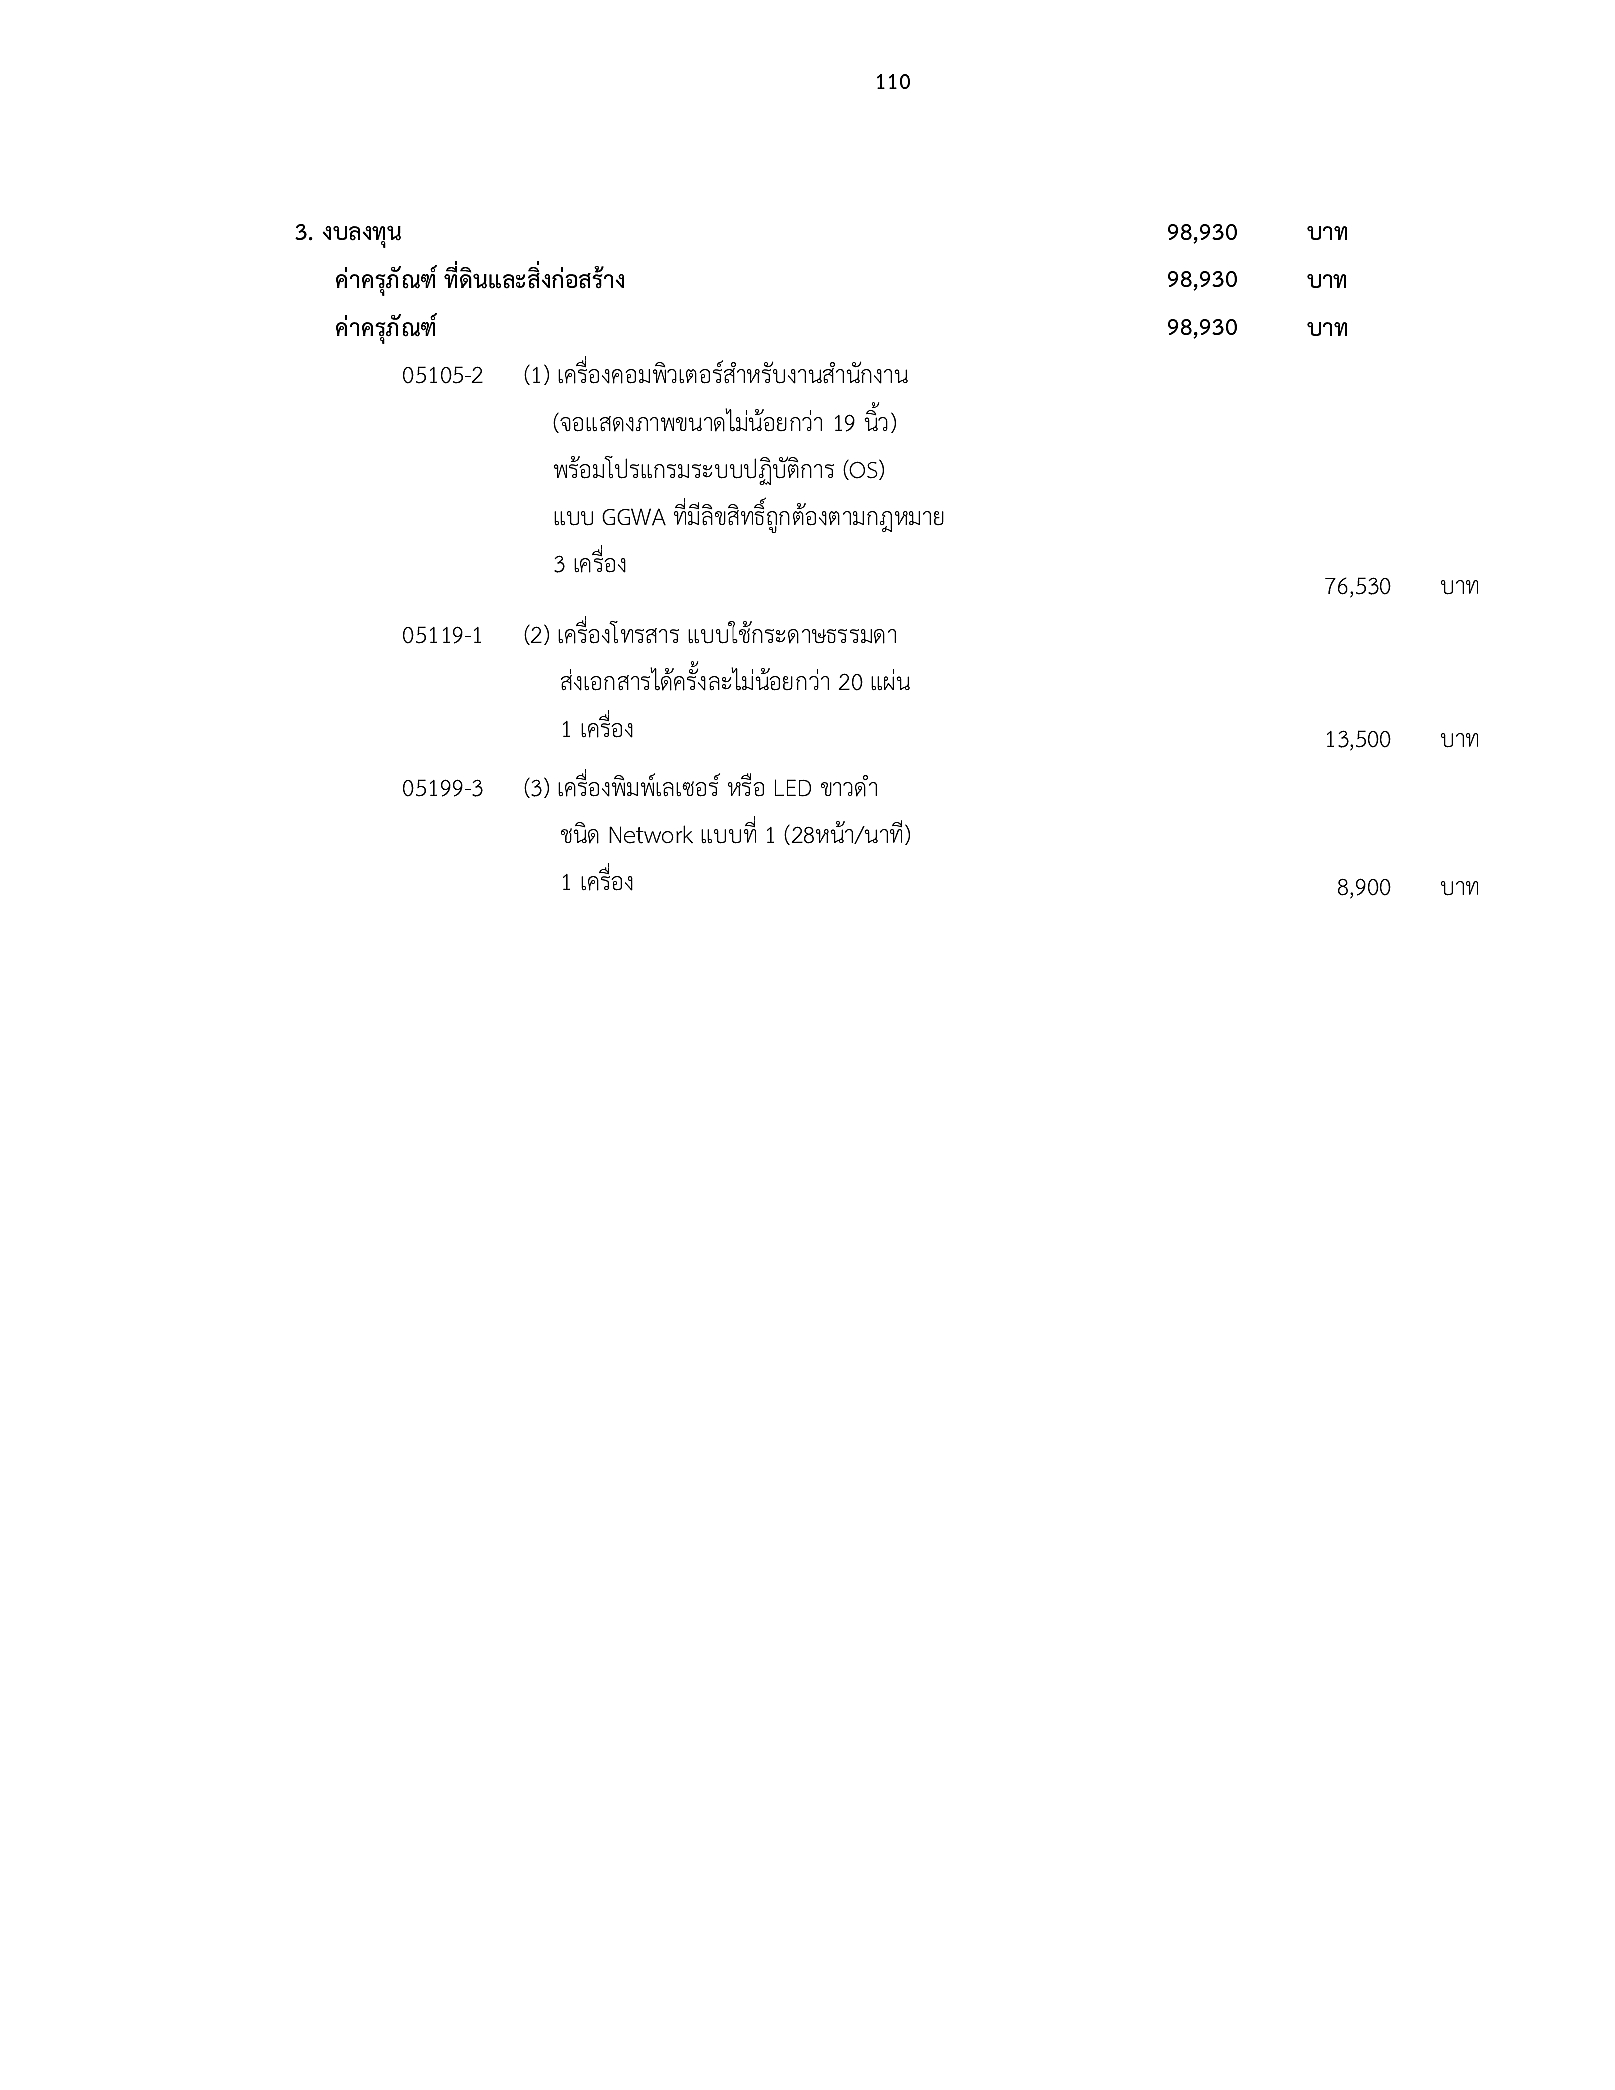 110
3. งบลงทุน 98,930 บาท
ค่าครุภัณฑ์ ที่ดินและสิ่งก่อสร้าง 98,930 บาท
ค่าครุภัณฑ์ 98,930 บาท
05105-2 (1) เครื่องคอมพิวเตอร์สำหรับงานสำนักงาน
(จอแสดงภาพขนาดไม่น้อยกว่า 19 นิ้ว)
พร้อมโปรแกรมระบบปฏิบัติการ (OS)
แบบ GGWA ที่มีลิขสิทธิ์ถูกต้องตามกฎหมาย
3 เครื่อง
76,530 บาท
05119-1 (2) เครื่องโทรสาร แบบใช้กระดาษธรรมดา
ส่งเอกสารได้ครั้งละไม่น้อยกว่า 20 แผ่น
1 เครื่อง
13,500 บาท
05199-3 (3) เครื่องพิมพ์เลเซอร์ หรือ LED ขาวดำ
ชนิด Network แบบที่ 1 (28หน้า/นาที)
1 เครื่อง
8,900 บาท